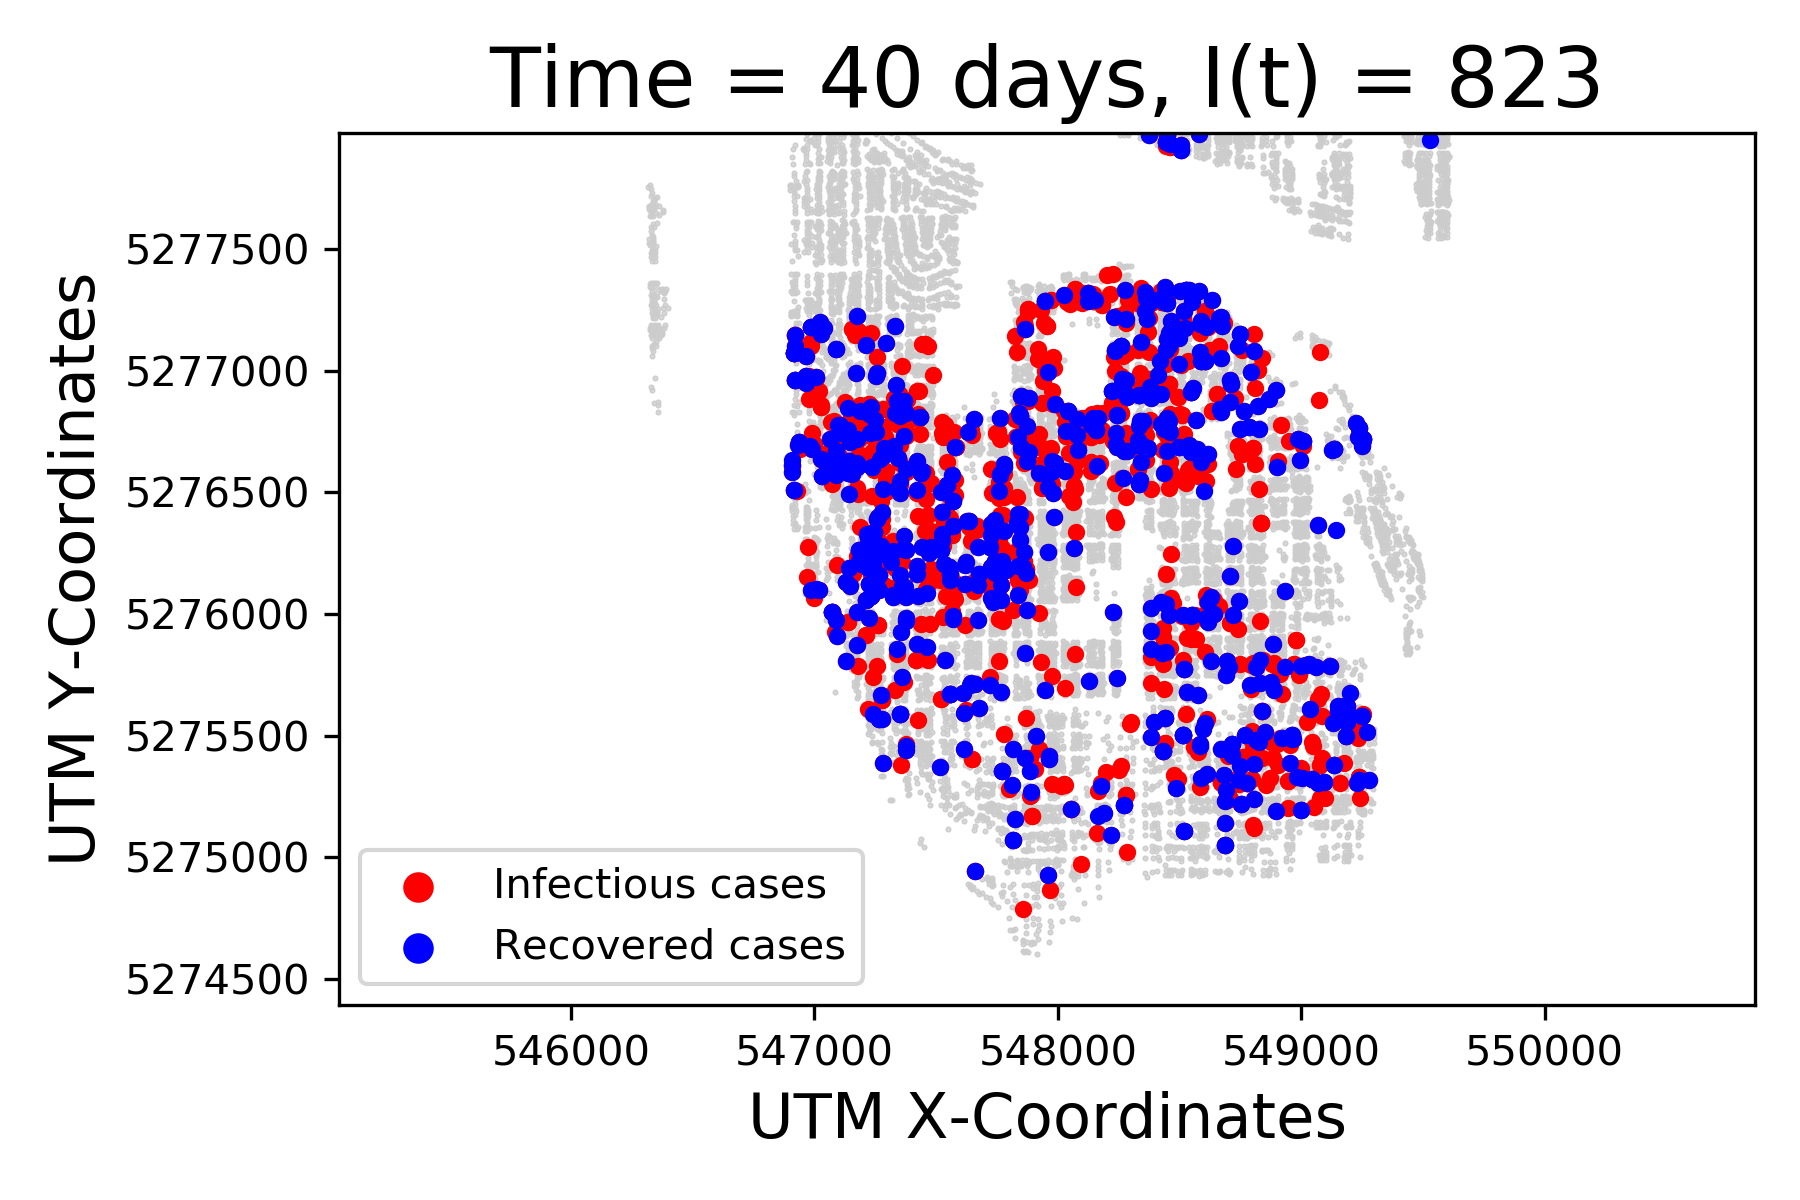 Time = 40 days, I(t) = 823
UTM Y-Coordinates
5277500
5277000
5276500
5276000
5275500
5275000
5274500
Infectious cases
Recovered cases
546000 547000 548000 549000 550000
UTM X-Coordinates